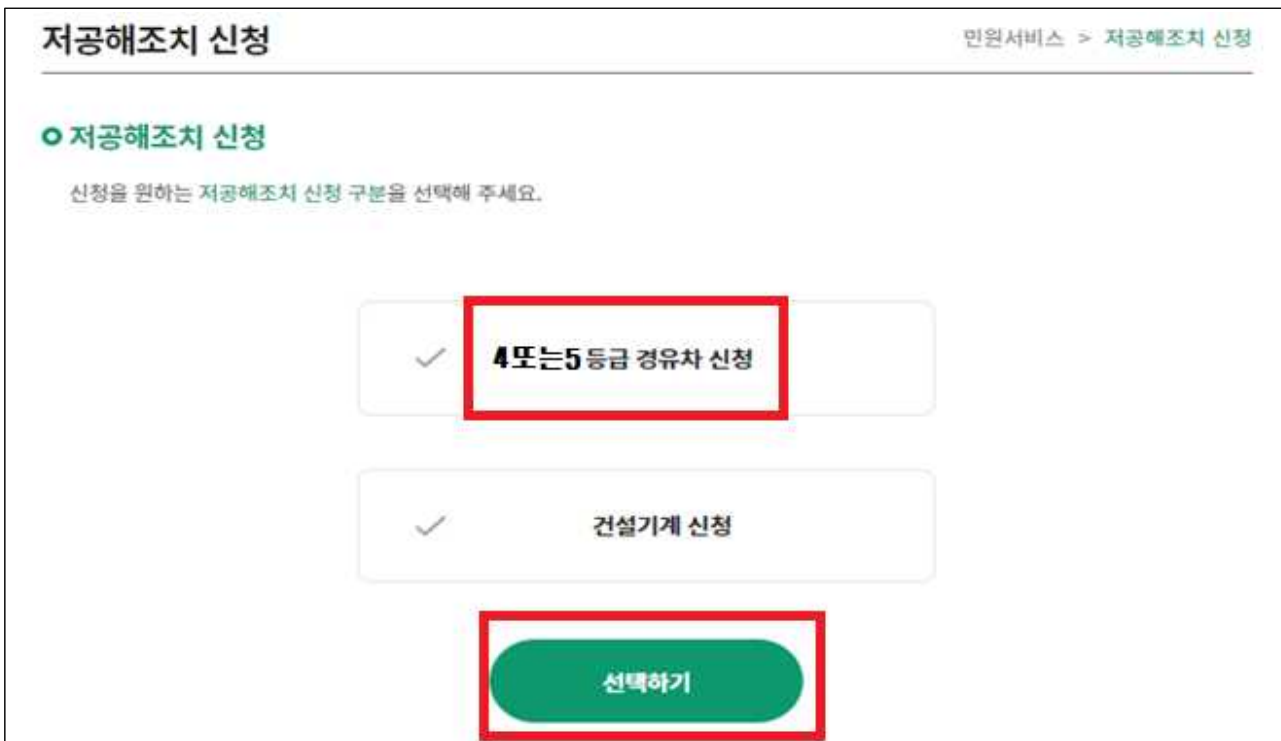 저공해조치 신청
민원서비스 > 저공해조치 신청
저공해조치 신청
신청을 원하는 저공해조치 신청 구분을 선택해 주세요.
4또는5 등급 경유차 신청
건설기계 신청
선택하기